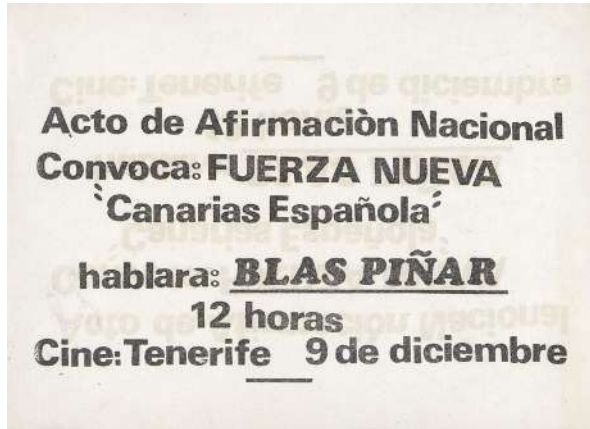 Acto de Afirmaciòn Nacional
Convoca: FUERZA NUEVA
`Canarias Española´
hablara: BLAS PIÑAR
12 horas
Cine: Tenerife 9 de diciembre